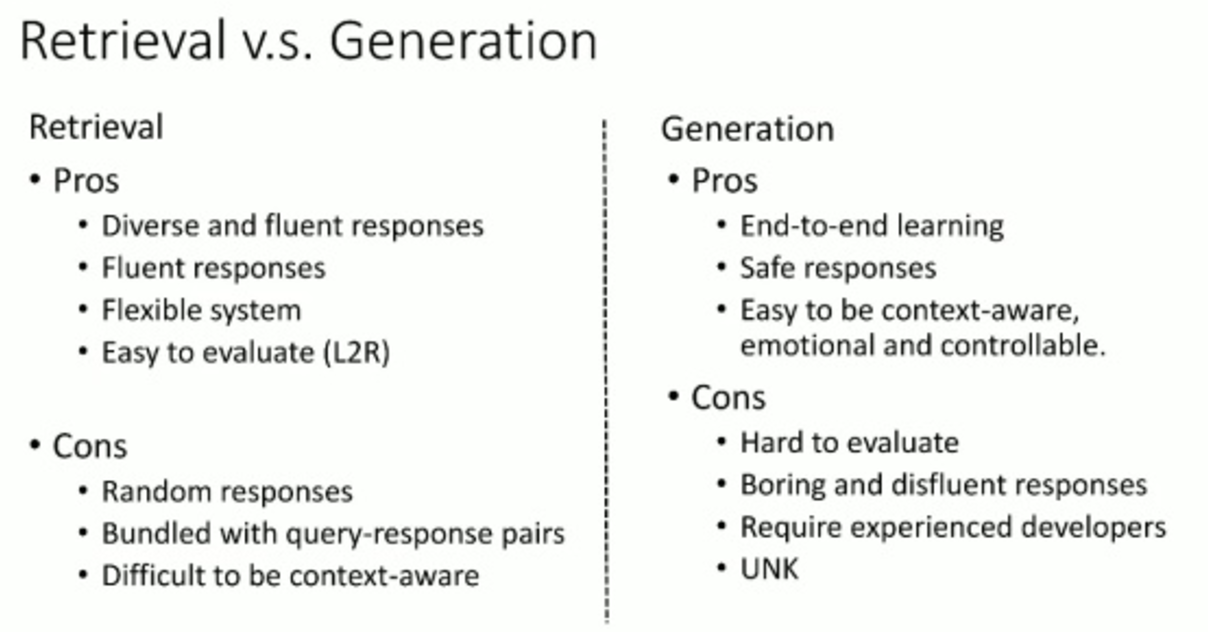 Retrieval v.s. Generation
Retrieval
• Pros
• Diverse and fluent responses
• Fluent responses
• Flexible system
• Easy to evaluate (L2R)
• Cons
• Random responses
• Bundled with query-response pairs
• Difficult to be context-aware
Generation
• Pros
• End-to-end learning
• Safe responses
• Easy to be context-aware,
emotional and controllable.
• Cons
• Hard to evaluate
• Boring and disfluent responses
• Require experienced developers
• UNK